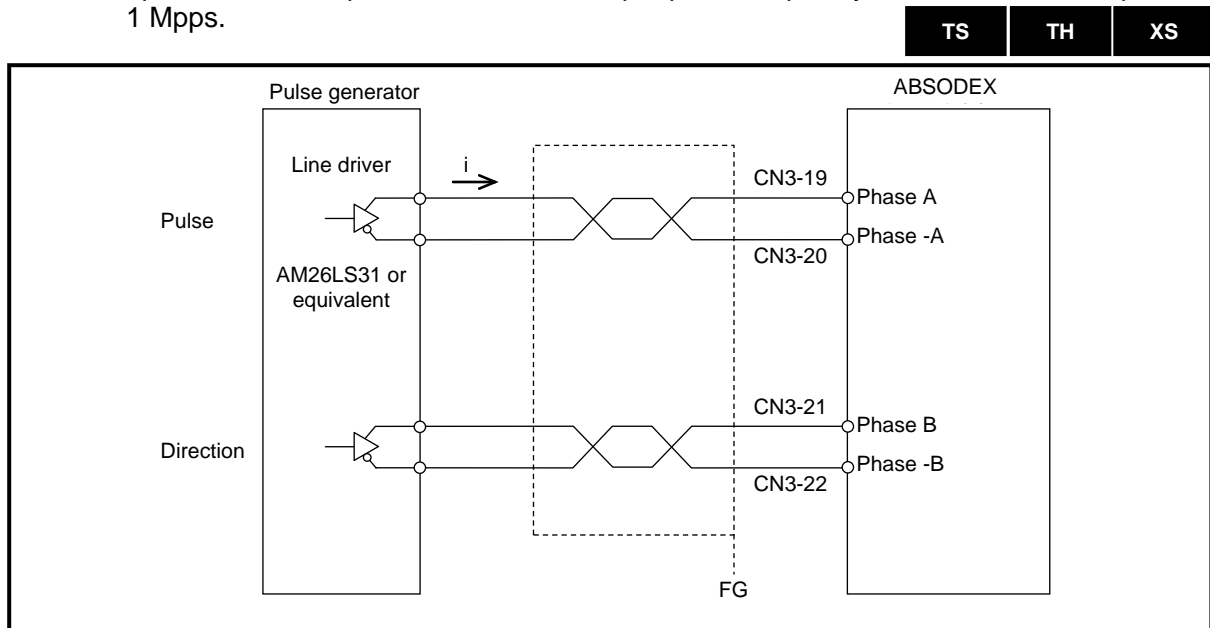 1 Mpps.
TS TH XS
Pulse generator
ABSODEX
Line driver
i
CN3-19
Phase A
Pulse
Phase -A
CN3-20
AM26LS31 or
equivalent
CN3-21
Phase B
Direction
Phase -B
CN3-22
FG